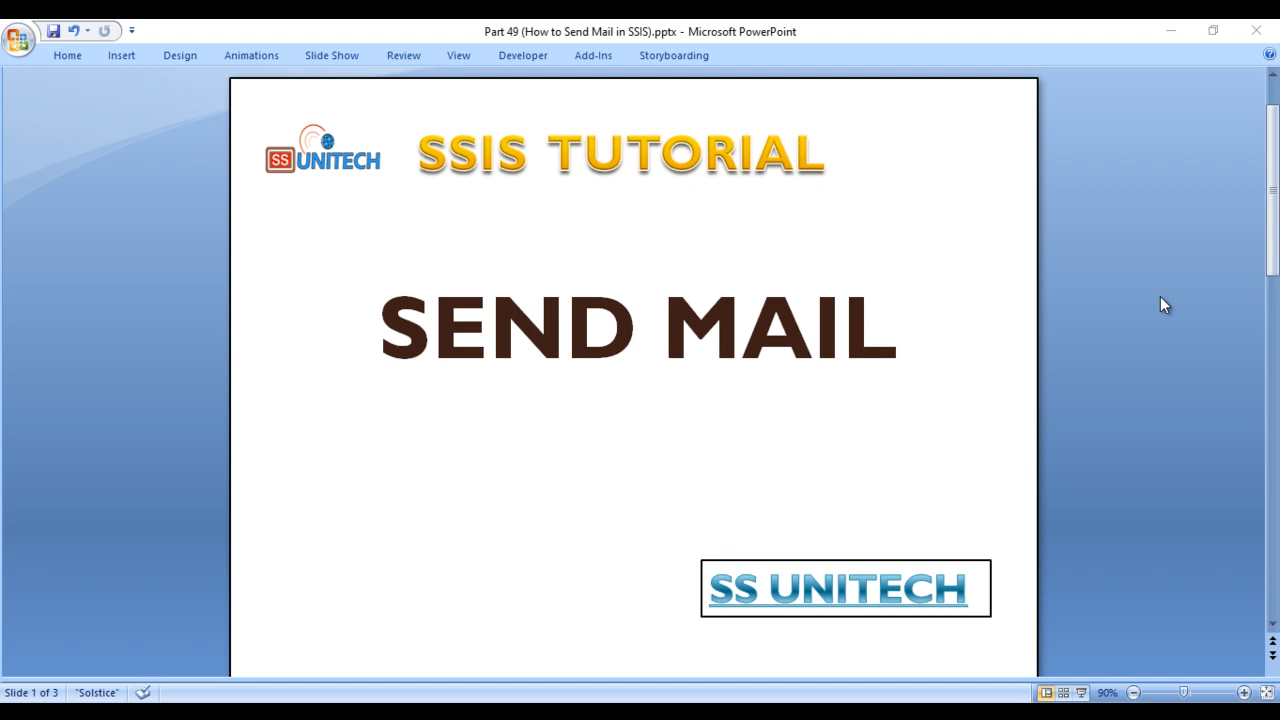 Part 49 (How to Send Mail in SSIS).pptx - Microsoft PowerPoint
Home Insert Design Animations Slide Show Review View Developer Add-Ins Storyboarding
SS UNITECH
SSIS TUTORIAL
SEND MAIL
SS UNITECH
Slide 1 of 3 "Solstice" 90%